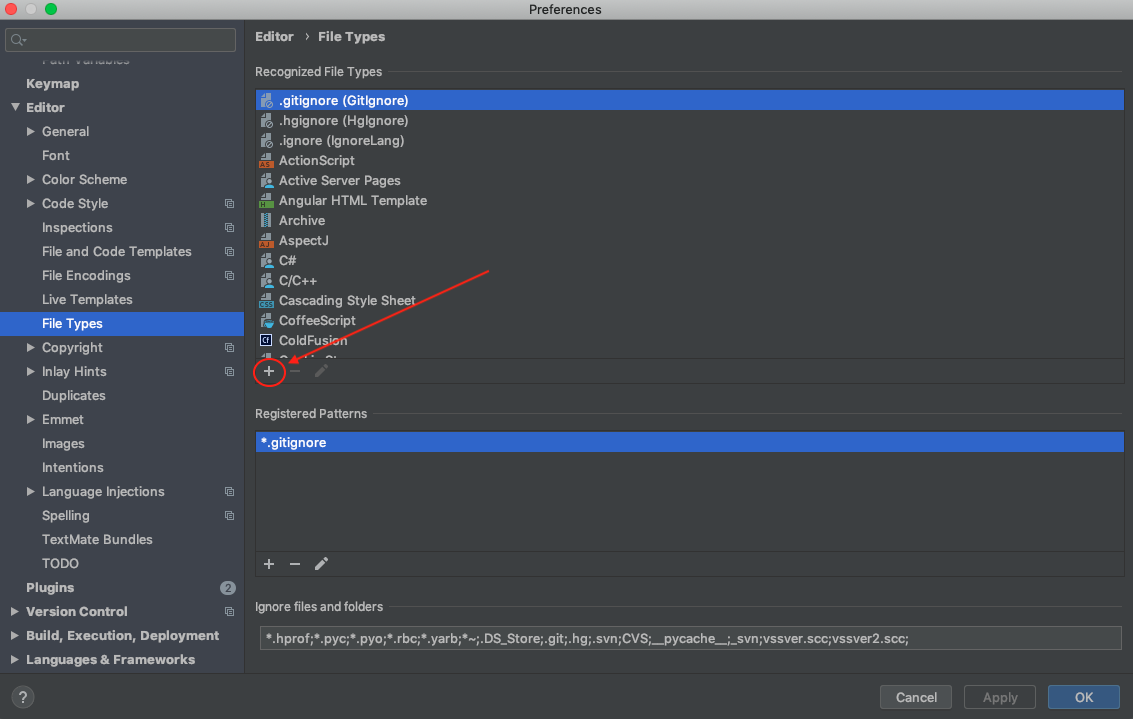 Preferences
Path Variables
Keymap
Editor
General
Font
Color Scheme
Code Style
Inspections
File and Code Templates
File Encodings
Live Templates
File Types
Copyright
Inlay Hints
Duplicates
Emmet
Images
Intentions
Language Injections
Spelling
TextMate Bundles
TODO
Plugins 2
Version Control
Build, Execution, Deployment
Languages & Frameworks
Editor › File Types
Recognized File Types
.gitignore (GitIgnore)
.hgignore (HgIgnore)
.ignore (IgnoreLang)
ActionScript
Active Server Pages
Angular HTML Template
Archive
AspectJ
C#
C/C++
Cascading Style Sheet
CoffeeScript
ColdFusion
Registered Patterns
*.gitignore
Ignore files and folders
*.hprof;*.pyc;*.pyo;*.rbc;*.yarb;*~;.DS_Store;.git;.hg;.svn;CVS;__pycache__;_svn;vssver.scc;vssver2.scc;
?
Cancel
Apply
OK